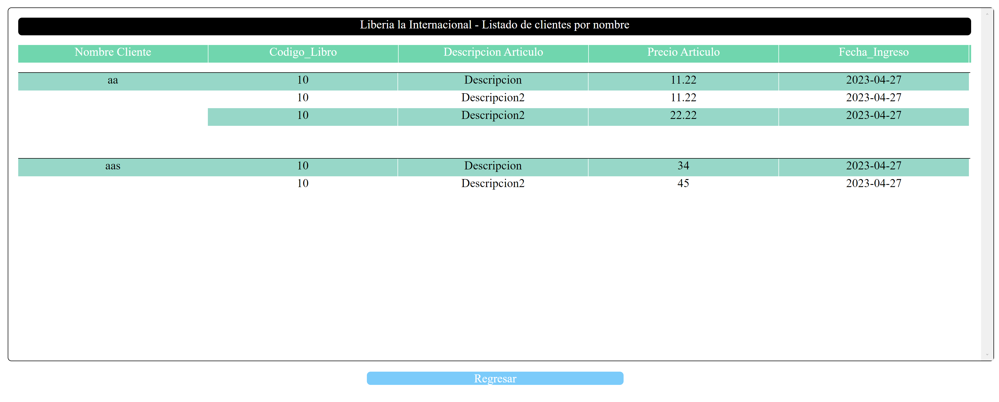 Liberia la Internacional - Listado de clientes por nombre
Nombre Cliente Codigo_Libro Descripcion Articulo Precio Articulo Fecha_Ingreso
aa 10 Descripcion 11.22 2023-04-27
10 Descripcion2 11.22 2023-04-27
10 Descripcion2 22.22 2023-04-27
aas 10 Descripcion 34 2023-04-27
10 Descripcion2 45 2023-04-27
Regresar